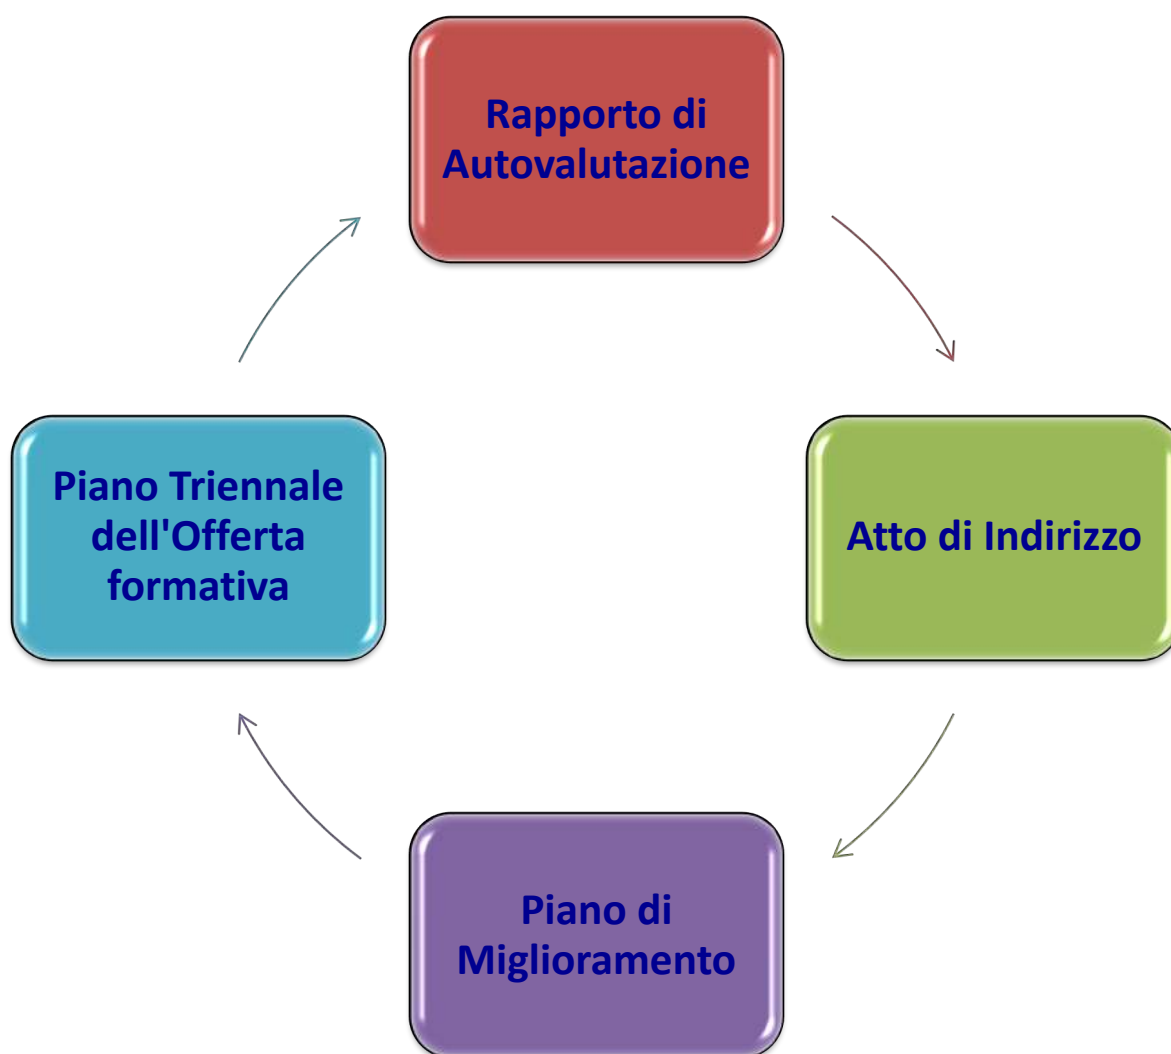 Rapporto di
Autovalutazione
Piano Triennale
dell'Offerta
formativa
Atto di Indirizzo
Piano di
Miglioramento